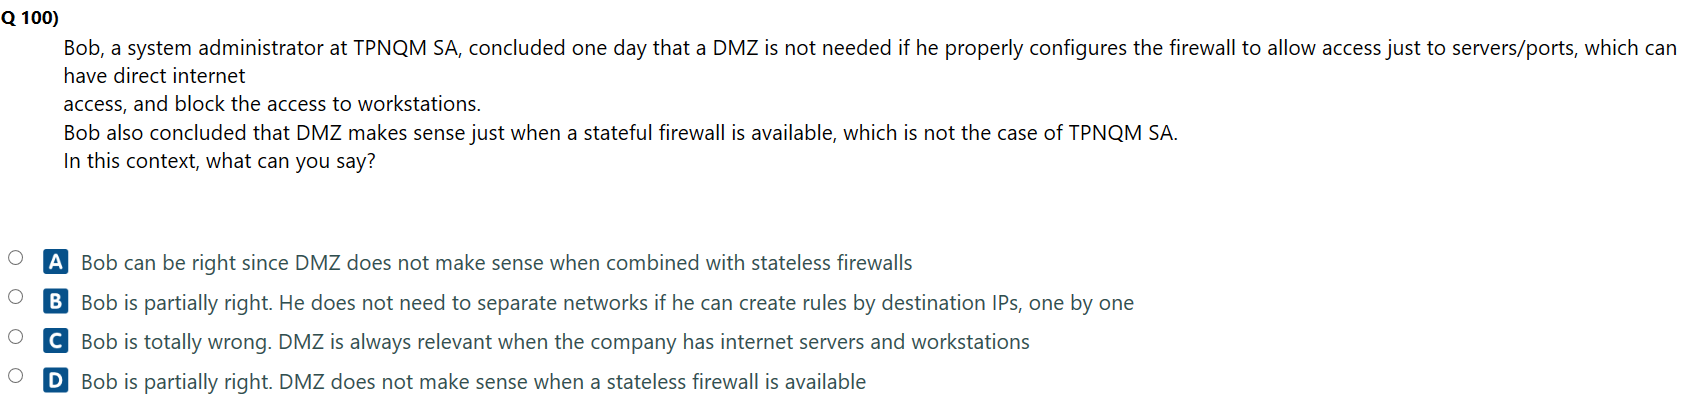 Q 100)
Bob, a system administrator at TPNQM SA, concluded one day that a DMZ is not needed if he properly configures the firewall to allow access just to servers/ports, which can
have direct internet
access, and block the access to workstations.
Bob also concluded that DMZ makes sense just when a stateful firewall is available, which is not the case of TPNQM SA.
In this context, what can you say?
A Bob can be right since DMZ does not make sense when combined with stateless firewalls
B Bob is partially right. He does not need to separate networks if he can create rules by destination IPs, one by one
C Bob is totally wrong. DMZ is always relevant when the company has internet servers and workstations
D Bob is partially right. DMZ does not make sense when a stateless firewall is available